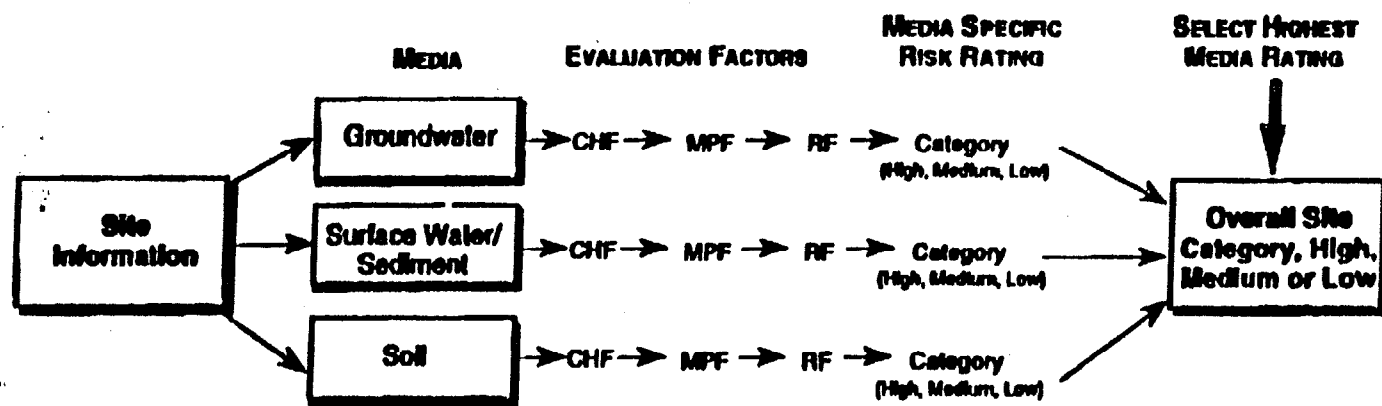 MEDIA
EVALUATION FACTORS
MEDIA SPECIFIC
RISK RATING
SELECT HIGHEST
MEDIA RATING
Site
Information
Groundwater
CHF
MPF
RF
Category
(High, Medium, Low)
Surface Water/
Sediment
CHF
MPF
RF
Category
(High, Medium, Low)
Soil
CHF
MPF
RF
Category
(High, Medium, Low)
Overall Site
Category, High,
Medium or Low